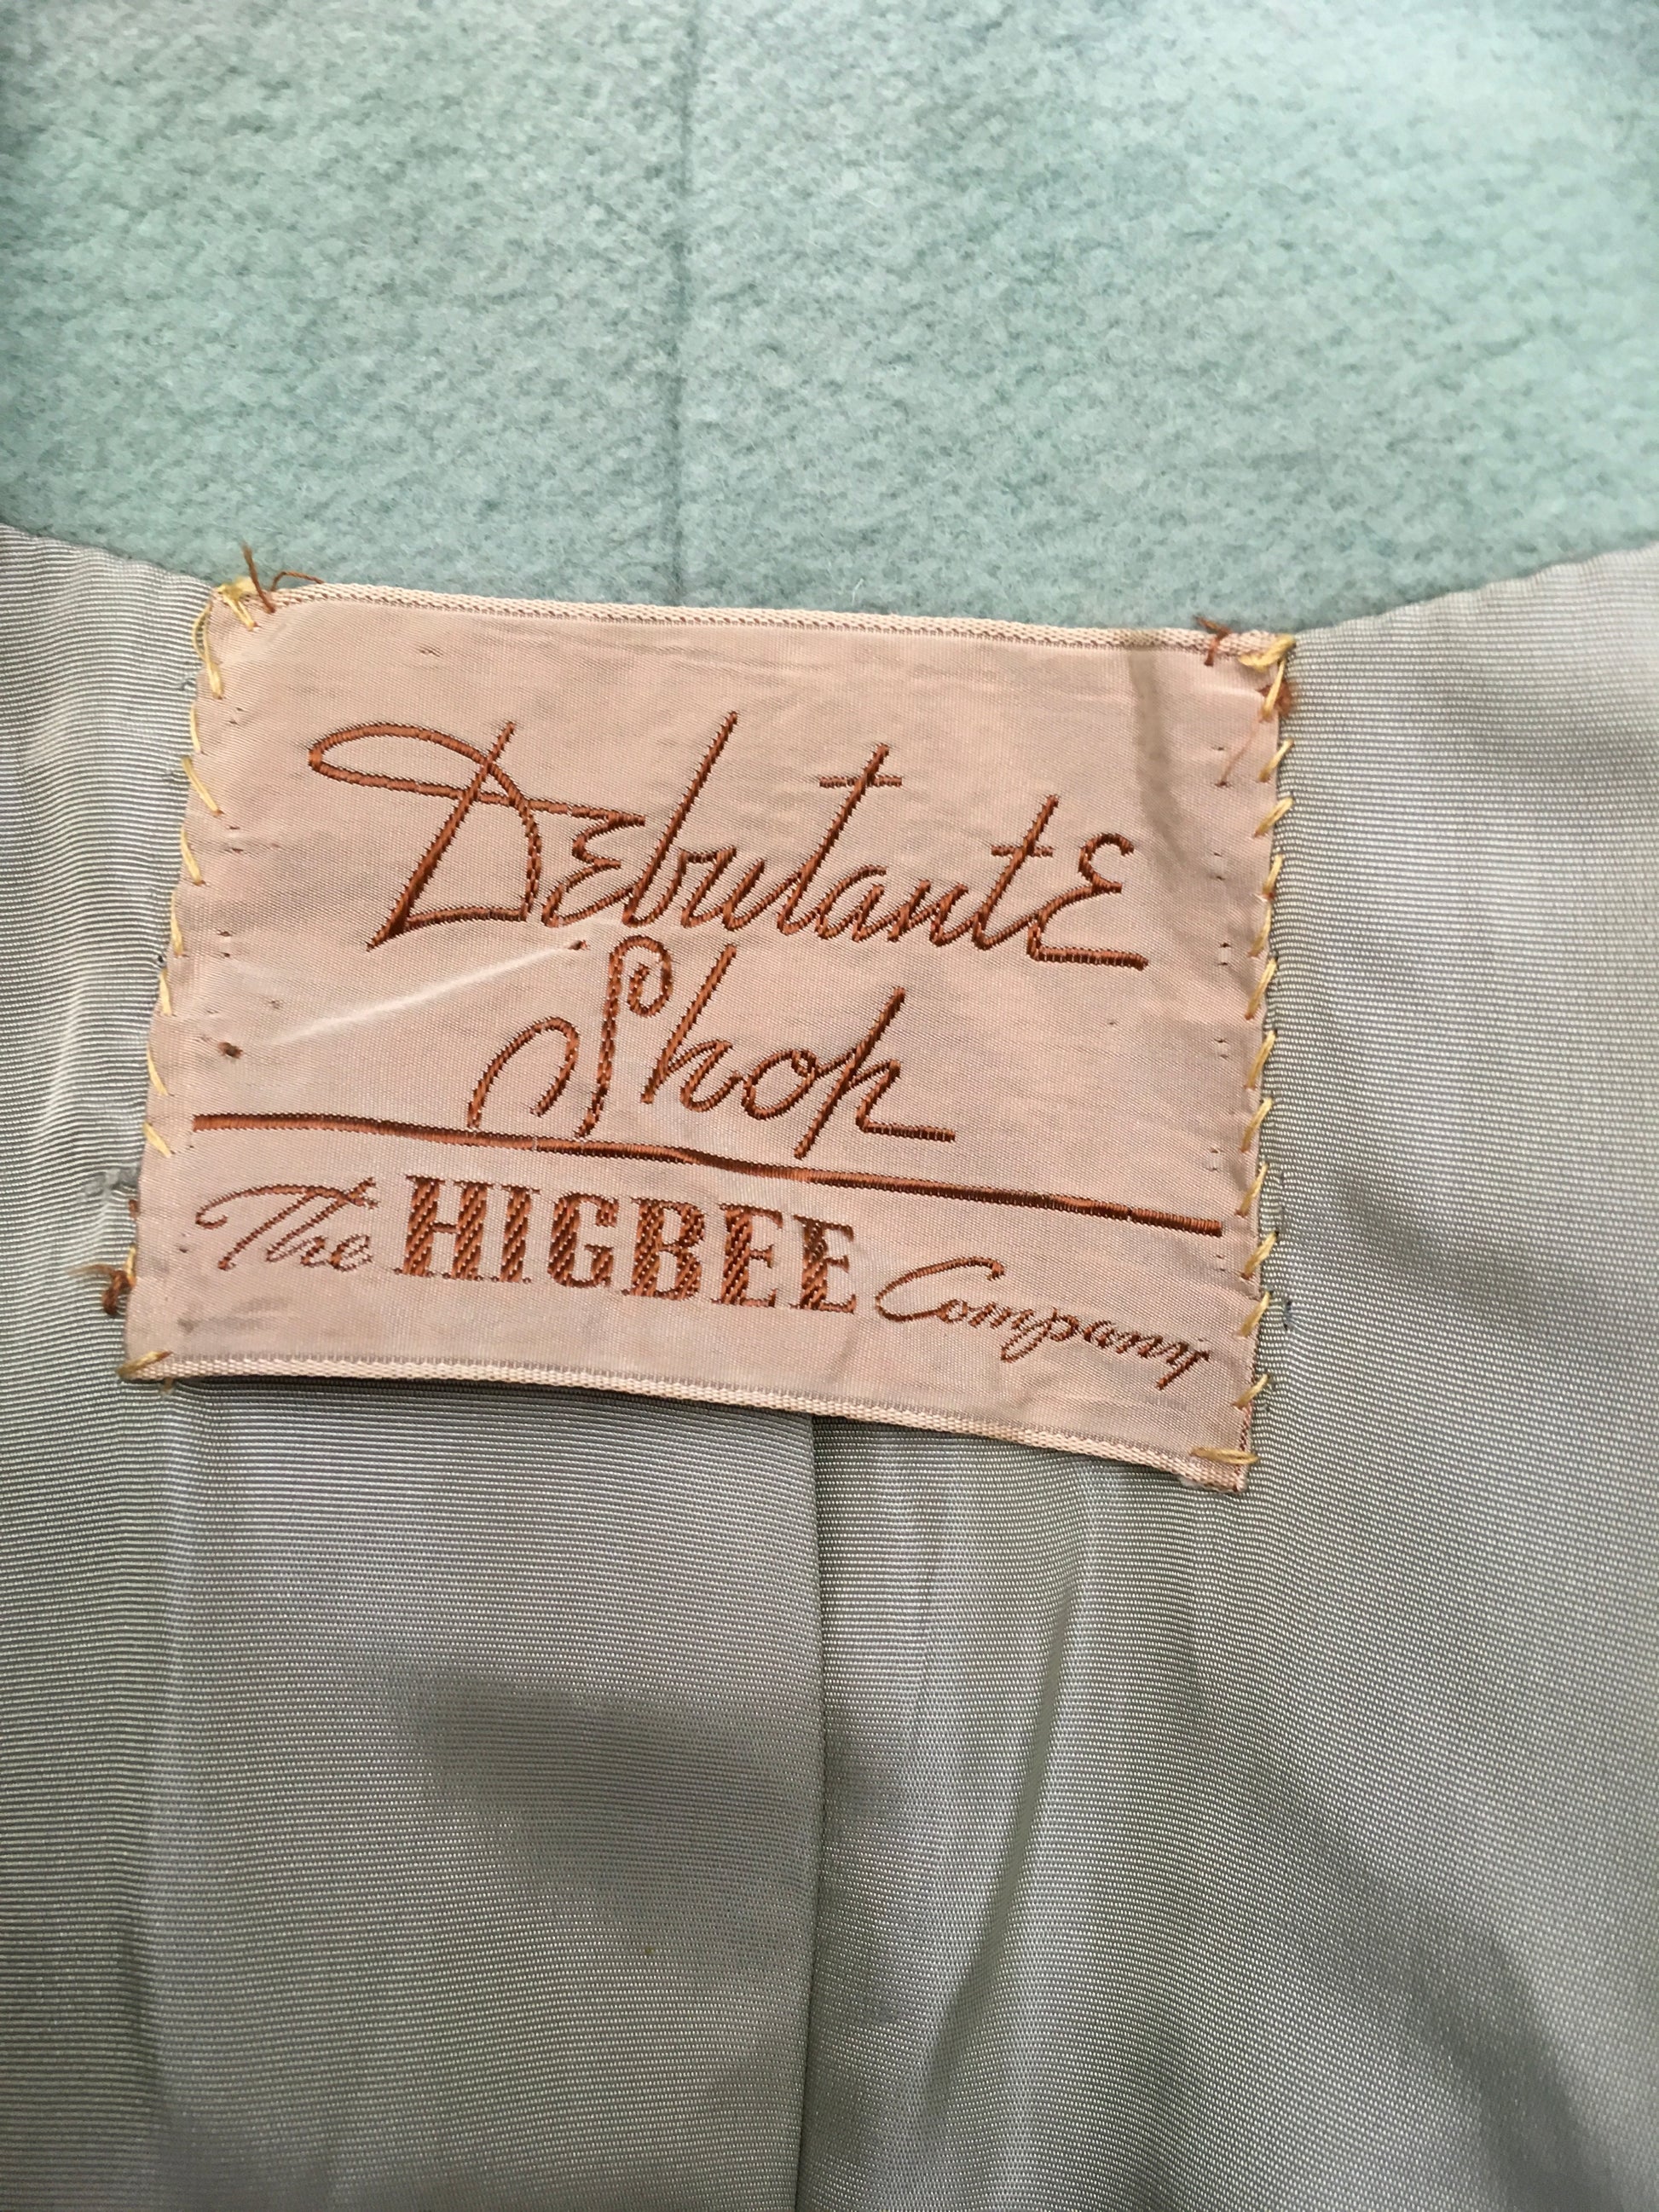 Debutante
Shop
The HIGBEE Company